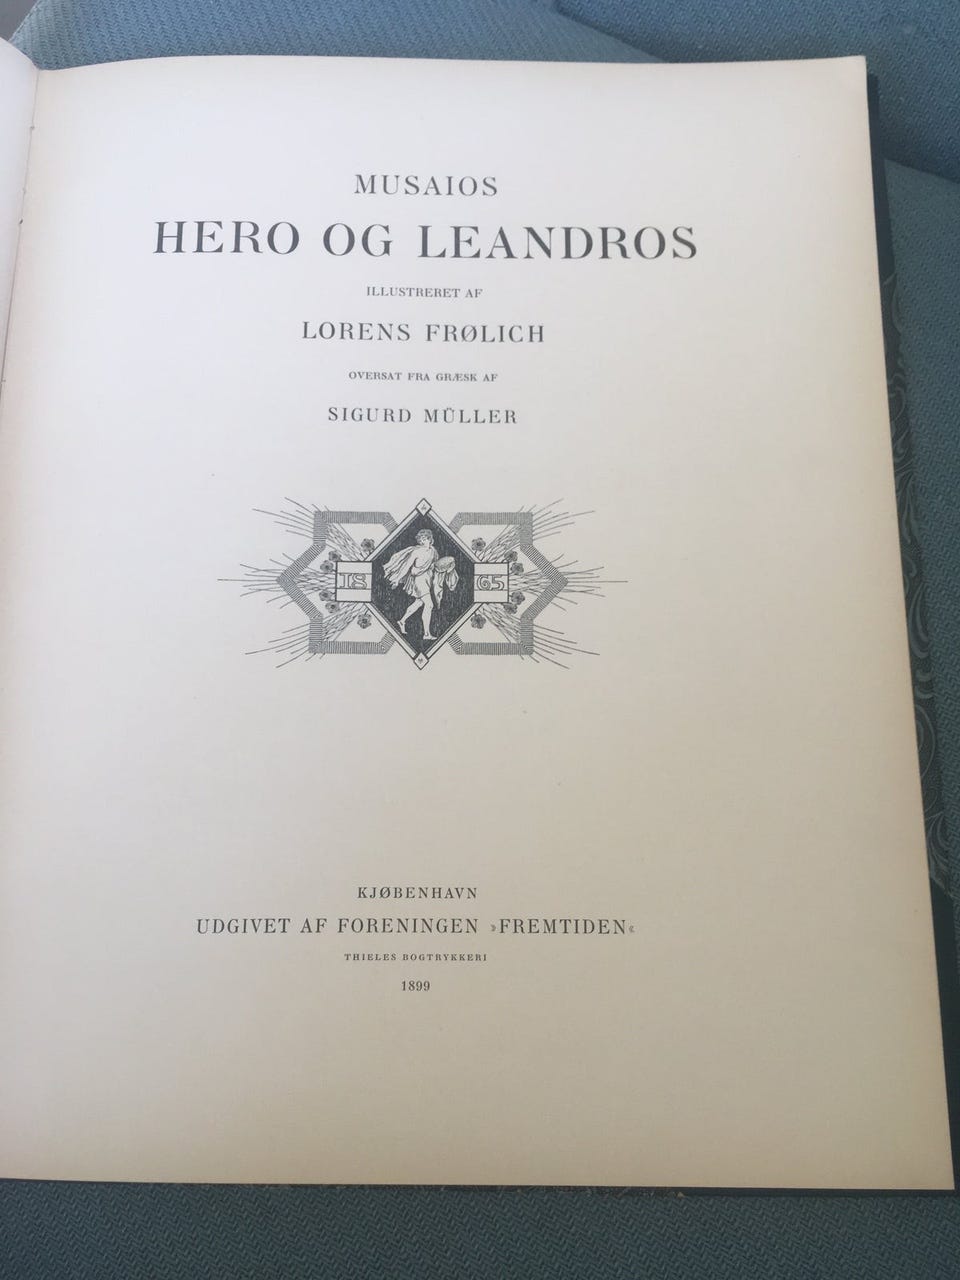 MUSAIOS
HERO OG LEANDROS
ILLUSTRERET AF
LORENS FRØLICH
OVERSAT FRA GRÆSK AF
SIGURD MÜLLER
18 65
KJØBENHAVN
UDGIVET AF FORENINGEN »FREMTIDEN«
THIELES BOGTRYKKERI
1899